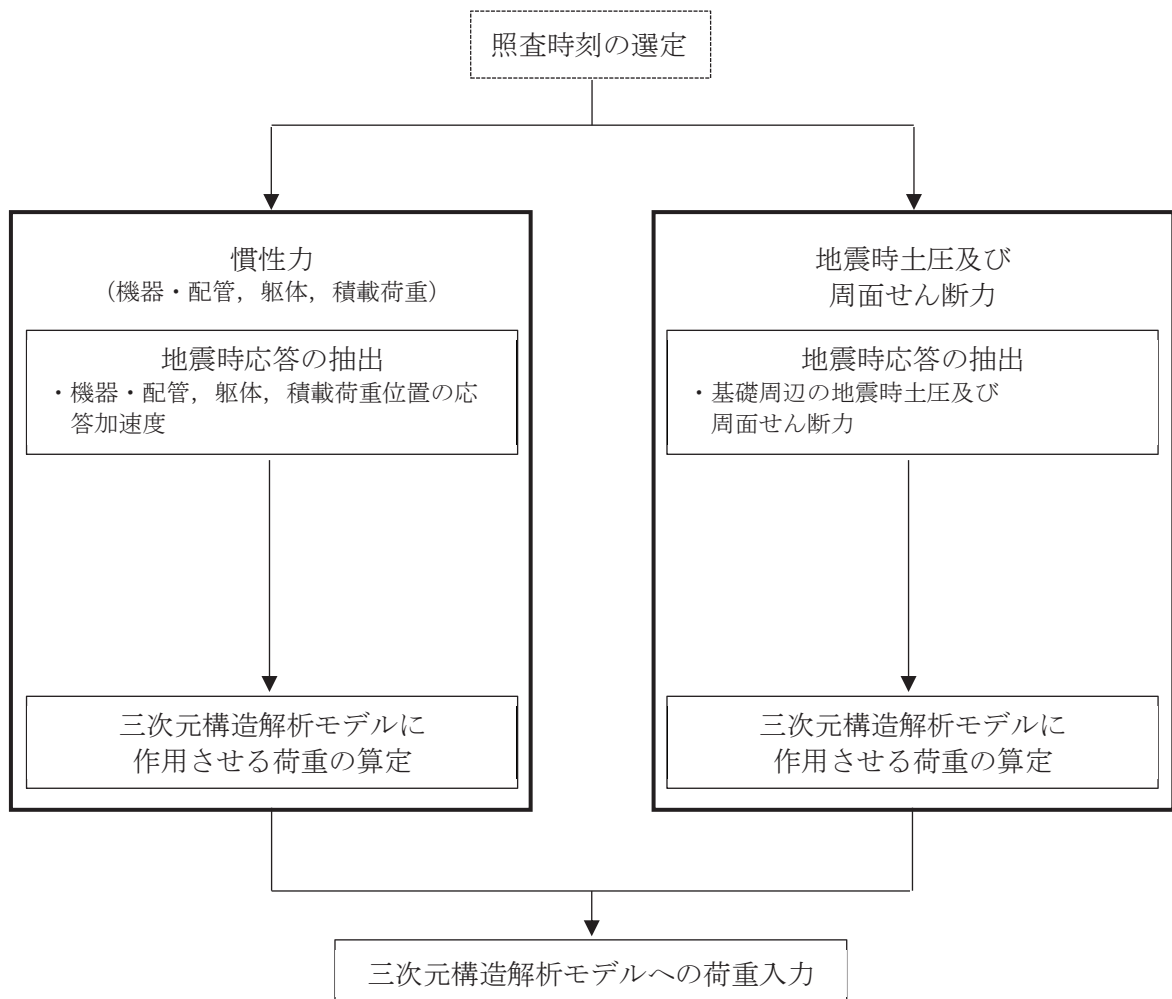 照査時刻の選定
慣性力
（機器・配管，躯体，積載荷重）
地震時応答の抽出
・機器・配管，躯体，積載荷重位置の応
答加速度
三次元構造解析モデルに
作用させる荷重の算定
地震時土圧及び
周面せん断力
地震時応答の抽出
・基礎周辺の地震時土圧及び
周面せん断力
三次元構造解析モデルに
作用させる荷重の算定
三次元構造解析モデルへの荷重入力